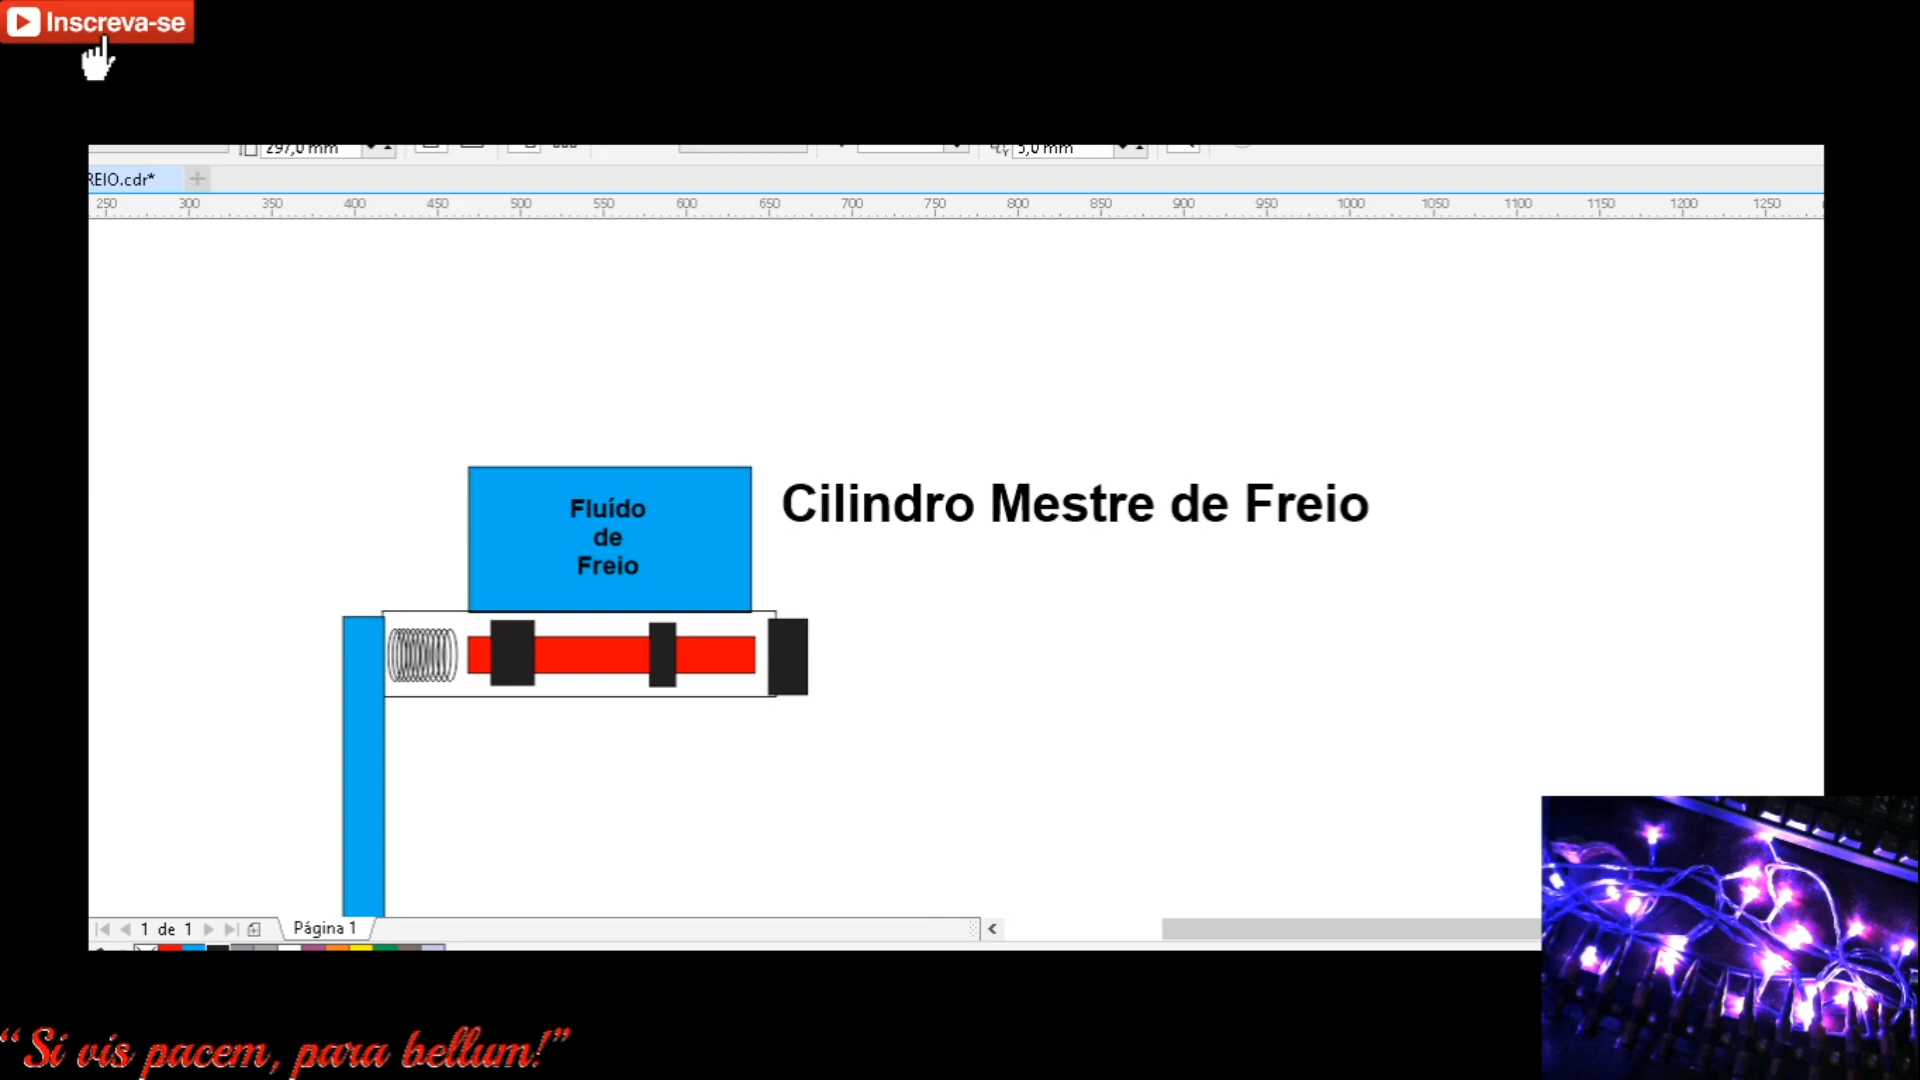 Inscreva-se
297,0 mm
5,0 mm
REIO.cdr*
250 300 350 400 450 500 550 600 650 700 750 800 850 900 950 1000 1050 1100 1150 1200 1250
Fluído
de
Freio
Cilindro Mestre de Freio
1 de 1
Página 1
“Si vis pacem, para bellum!”